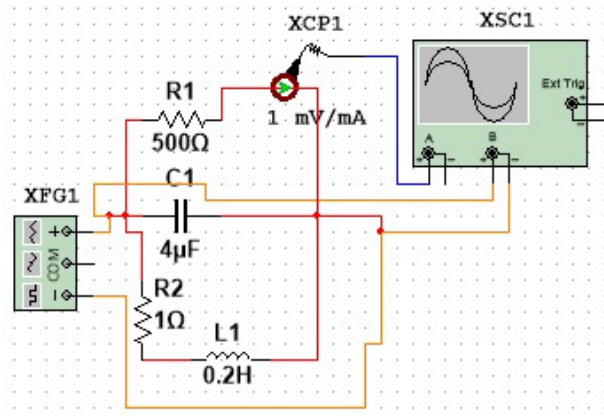 XCP1
XSC1
Ext Trig
+
-
A
B
+ - + -
R1
500Ω
1 mV/mA
C1
4µF
XFG1
+
COM
-
R2
1Ω
L1
0.2H